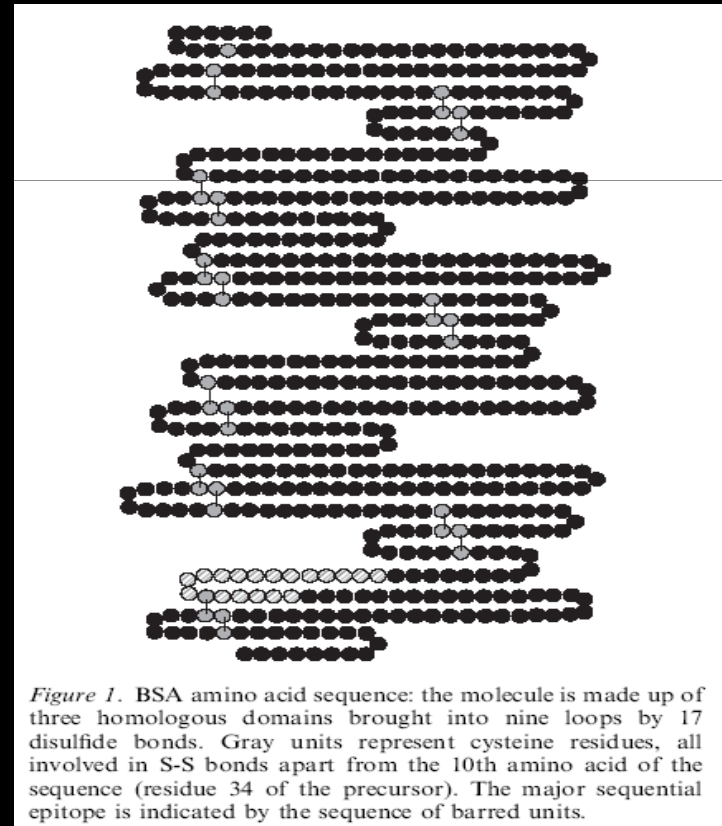 Figure 1. BSA amino acid sequence: the molecule is made up of
three homologous domains brought into nine loops by 17
disulfide bonds. Gray units represent cysteine residues, all
involved in S-S bonds apart from the 10th amino acid of the
sequence (residue 34 of the precursor). The major sequential
epitope is indicated by the sequence of barred units.